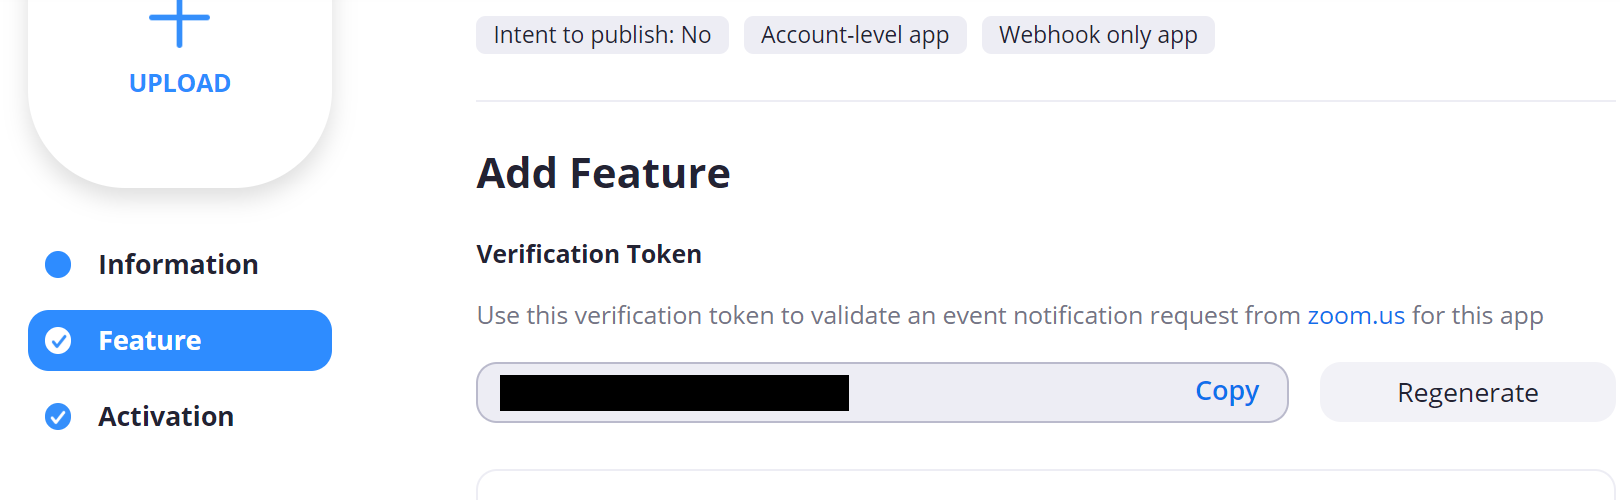 UPLOAD
Information
Feature
Activation
Intent to publish: No
Account-level app
Webhook only app
Add Feature
Verification Token
Use this verification token to validate an event notification request from zoom.us for this app
Copy
Regenerate